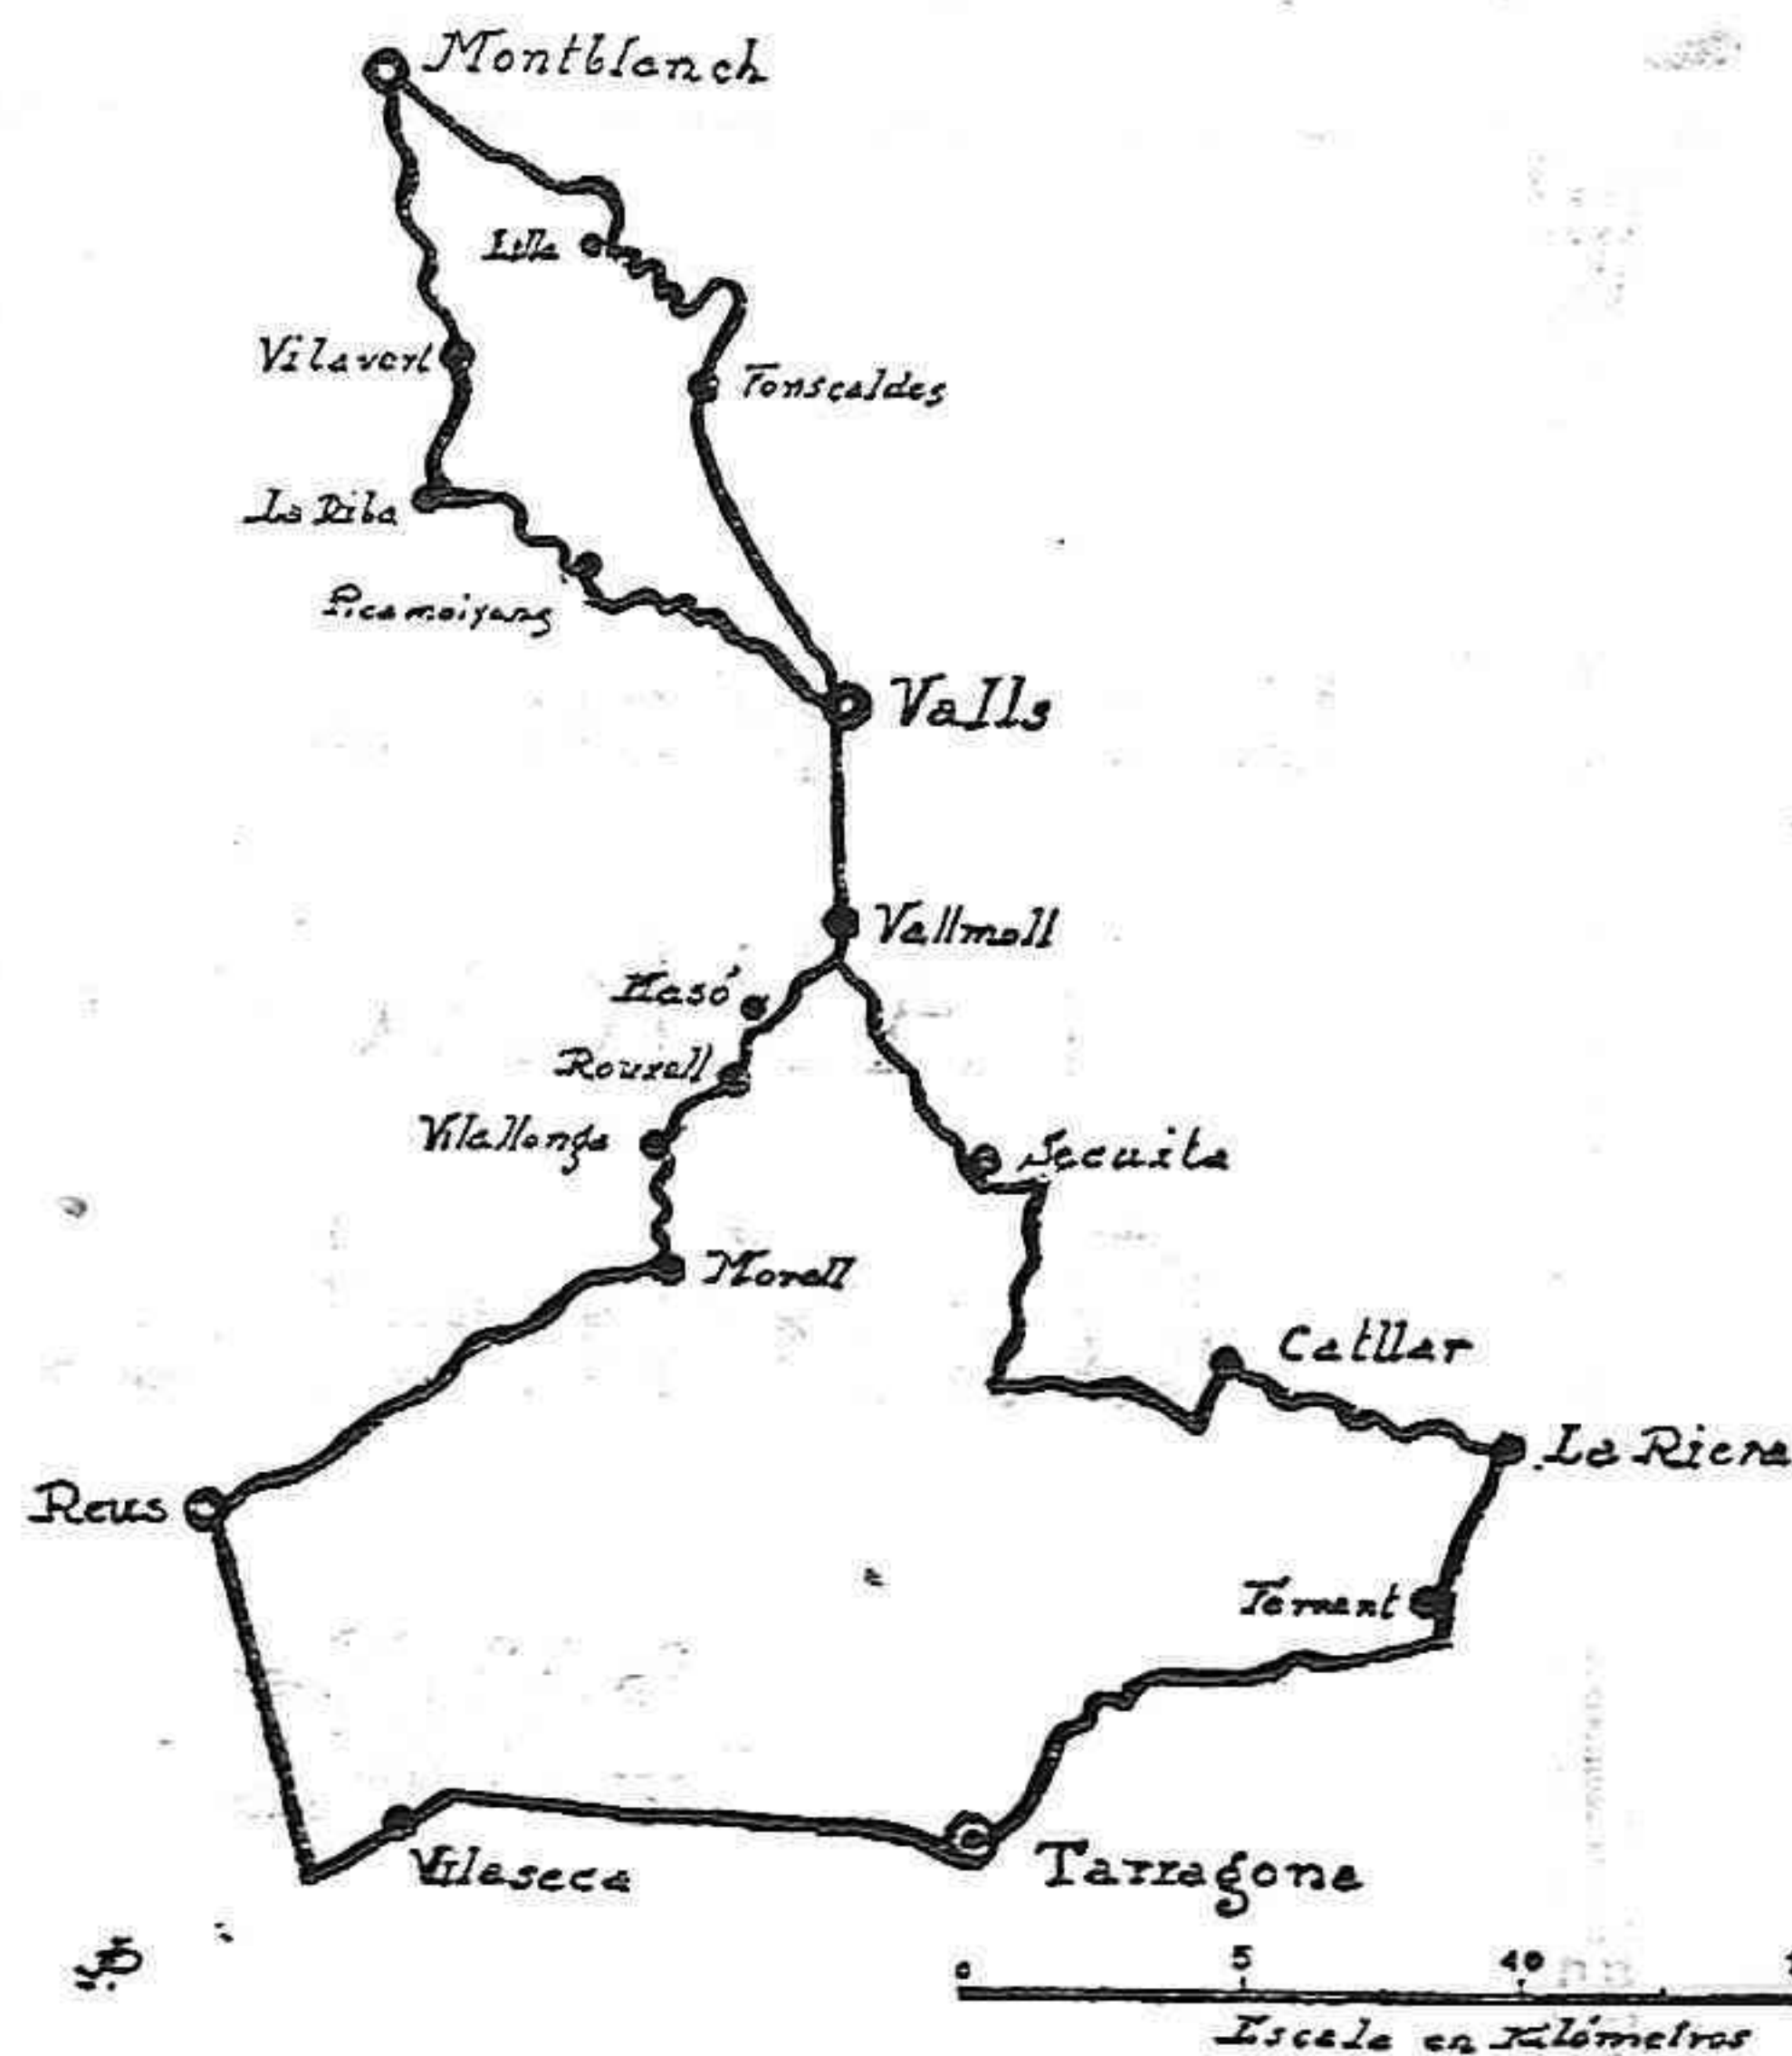 Montblanch
Lilla
Vilavert
Fonscaldes
La Riba
Picamoixons
Valls
Vallmoll
Masó
Rourell
Vilallonga
Secuita
Morell
Catllar
La Riera
Reus
Ferrant
Vilaseca
Tarragona
0 5 10
Escala en Kilómetros